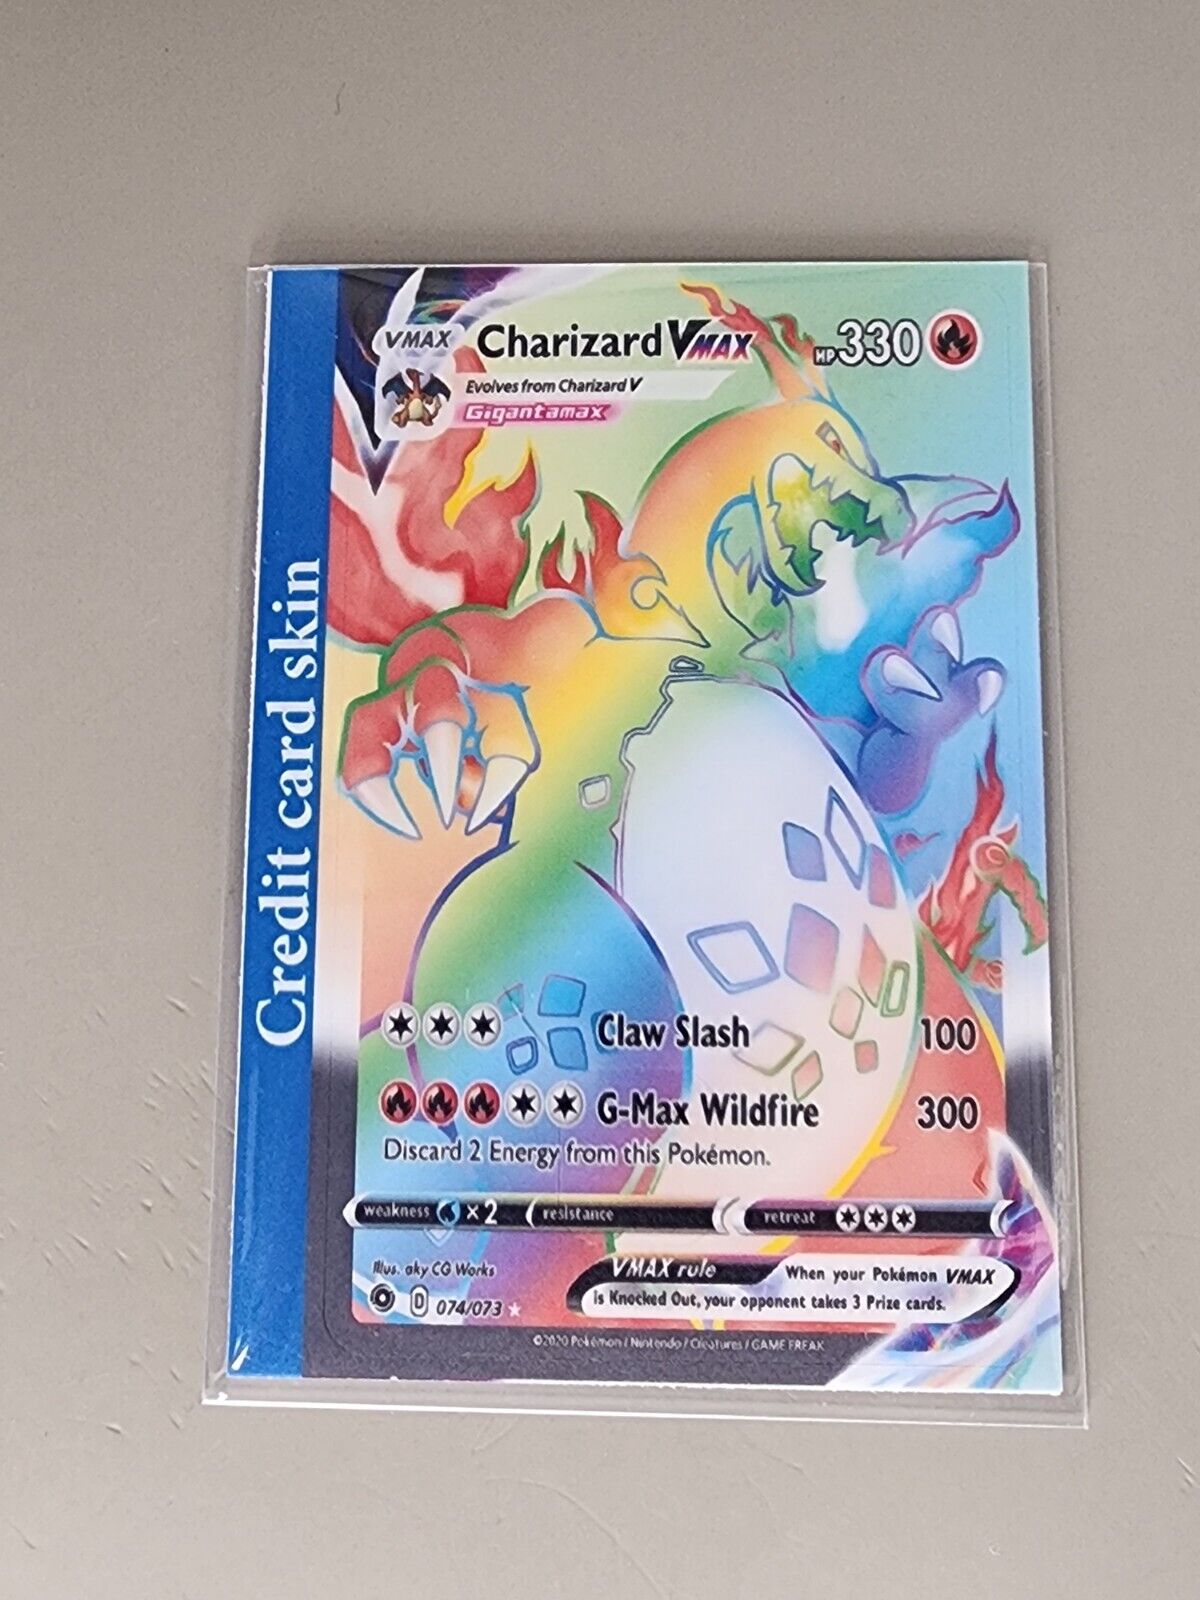 Credit card skin
VMAX Charizard VMAX HP 330
Evolves from Charizard V
Gigantamax
Claw Slash 100
G-Max Wildfire 300
Discard 2 Energy from this Pokémon.
weakness ×2 resistance retreat
Illus. aky CG Works
VMAX rule When your Pokémon VMAX
is Knocked Out, your opponent takes 3 Prize cards.
D 074/073
©2020 Pokémon / Nintendo / Creatures / GAME FREAK